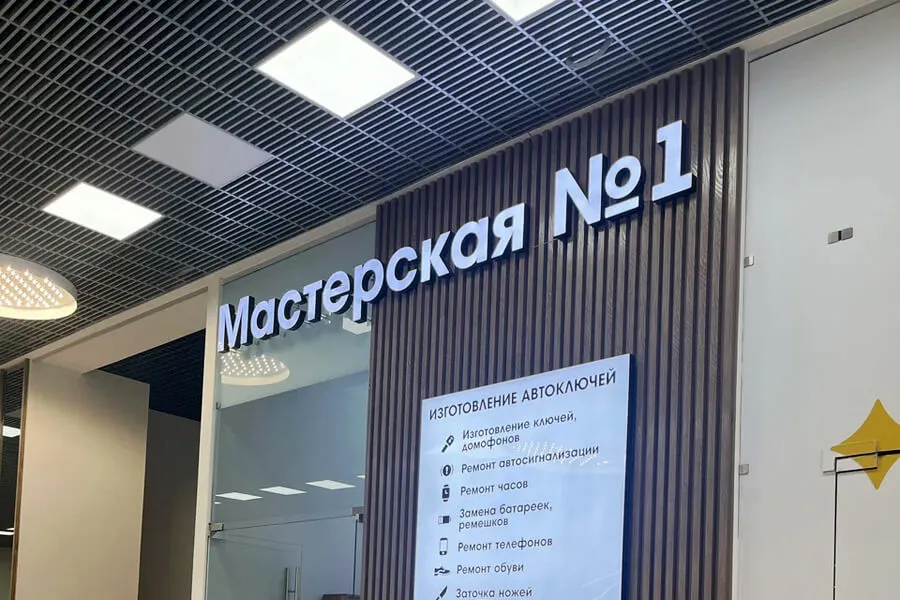 Мастерская №1
ИЗГОТОВЛЕНИЕ АВТОКЛЮЧЕЙ
Изготовление ключей,
домофонов
Ремонт автосигнализации
Ремонт часов
Замена батареек,
ремешков
Ремонт телефонов
Ремонт обуви
Заточка ножей